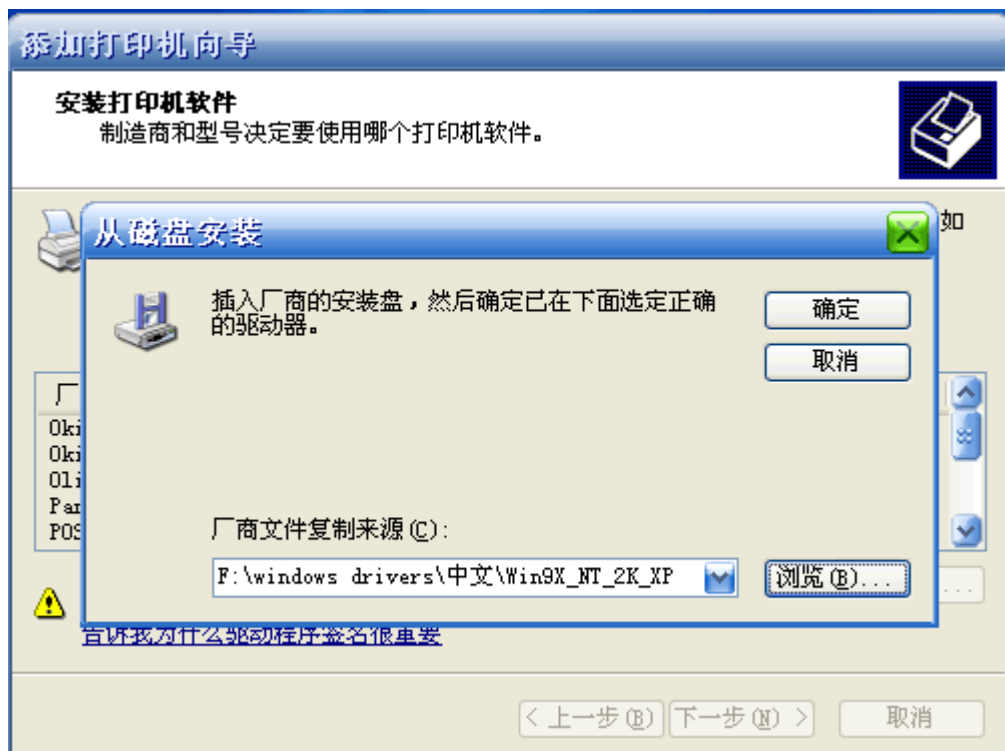 添加打印机向导
安装打印机软件
制造商和型号决定要使用哪个打印机软件。
如
从磁盘安装
插入厂商的安装盘，然后确定已在下面选定正确
的驱动器。
确定
取消
厂
Oki
Oki
Oli
Pan
POS
厂商文件复制来源(C):
F:\windows drivers\中文\Win9X_NT_2K_XP
浏览(B)...
...
告诉我为什么驱动程序签名很重要
< 上一步(B)
下一步(N) >
取消